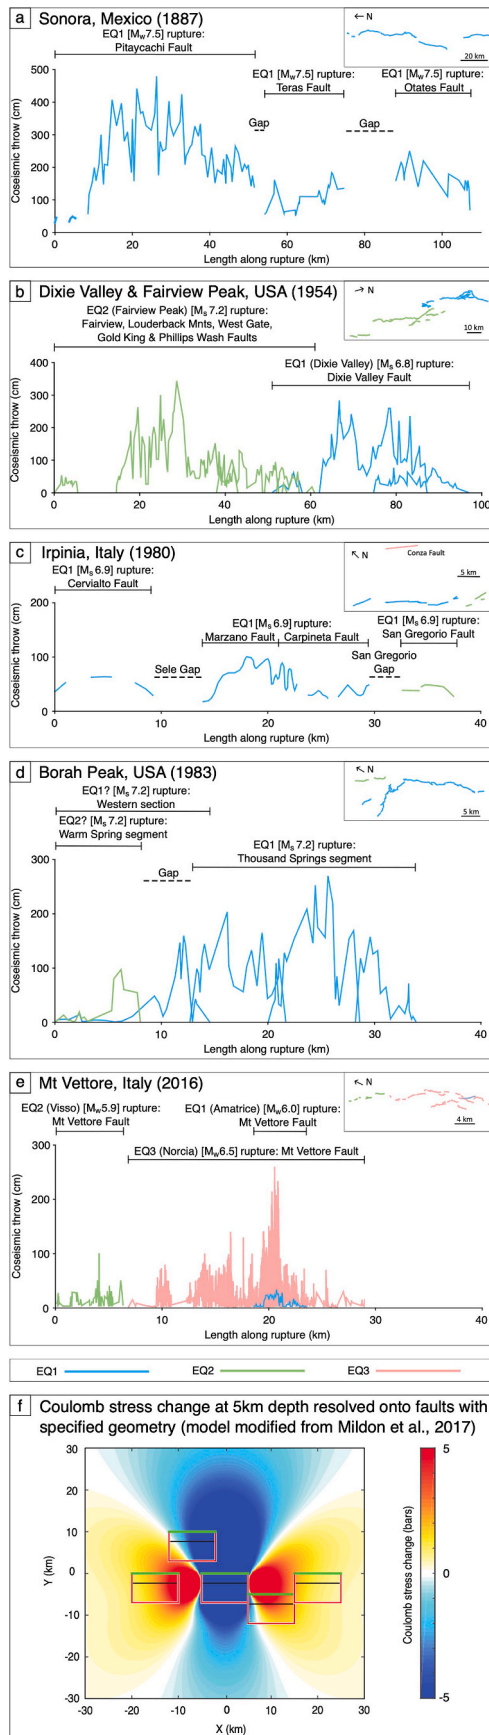 a Sonora, Mexico (1887)
EQ1 [Mw7.5] rupture:
Pitaycachi Fault
← N
20 km
EQ1 [Mw7.5] rupture:
Teras Fault
EQ1 [Mw7.5] rupture:
Otates Fault
Gap
Gap
Coseismic throw (cm)
500
400
300
200
100
0
0 20 40 60 80 100
Length along rupture (km)
b Dixie Valley & Fairview Peak, USA (1954)
EQ2 (Fairview Peak) [Ms 7.2] rupture:
Fairview, Louderback Mnts, West Gate,
Gold King & Phillips Wash Faults
→ N
10 km
EQ1 (Dixie Valley) [Ms 6.8] rupture:
Dixie Valley Fault
Coseismic throw (cm)
400
300
200
100
0
0 20 40 60 80 100
Length along rupture (km)
c Irpinia, Italy (1980)
EQ1 [Ms 6.9] rupture:
Cervialto Fault
N
Conza Fault
5 km
EQ1[Ms 6.9] rupture:
Marzano Fault Carpineta Fault
EQ1 [Ms 6.9] rupture:
San Gregorio Fault
Sele Gap
San Gregorio
Gap
Coseismic throw (cm)
200
100
0
0 10 20 30 40
Length along rupture (km)
d Borah Peak, USA (1983)
N
5 km
EQ1? [Ms 7.2] rupture:
Western section
EQ2? [Ms 7.2] rupture:
Warm Spring segment
EQ1 [Ms 7.2] rupture:
Thousand Springs segment
Gap
Coseismic throw (cm)
300
200
100
0
0 10 20 30 40
Length along rupture (km)
e Mt Vettore, Italy (2016)
N
4 km
EQ2 (Visso) [Mw5.9] rupture:
Mt Vettore Fault
EQ1 (Amatrice) [Mw6.0] rupture:
Mt Vettore Fault
EQ3 (Norcia) [Mw6.5] rupture: Mt Vettore Fault
Coseismic throw (cm)
300
200
100
0
0 10 20 30 40
Length along rupture (km)
EQ1 EQ2 EQ3
f Coulomb stress change at 5km depth resolved onto faults with
specified geometry (model modified from Mildon et al., 2017)
Y (km)
30
20
10
0
-10
-20
-30
-30 -20 -10 0 10 20 30
X (km)
5
0
-5
Coulomb stress change (bars)